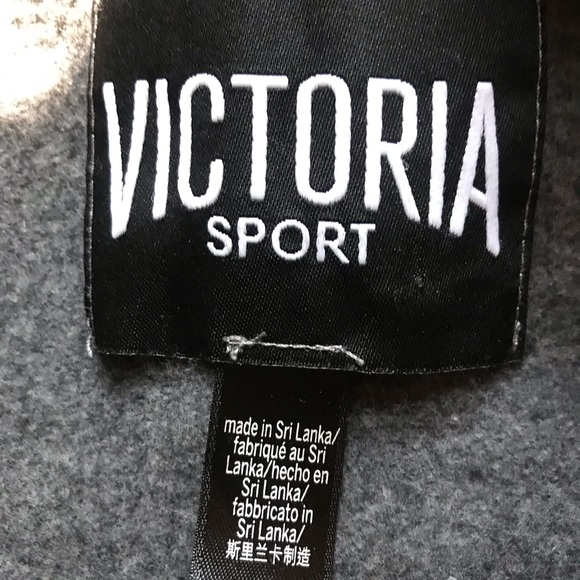 VICTORIA
SPORT
made in Sri Lanka/
fabriqué au Sri
Lanka/hecho en
Sri Lanka/
fabbricato in
Sri Lanka/
斯里兰卡制造